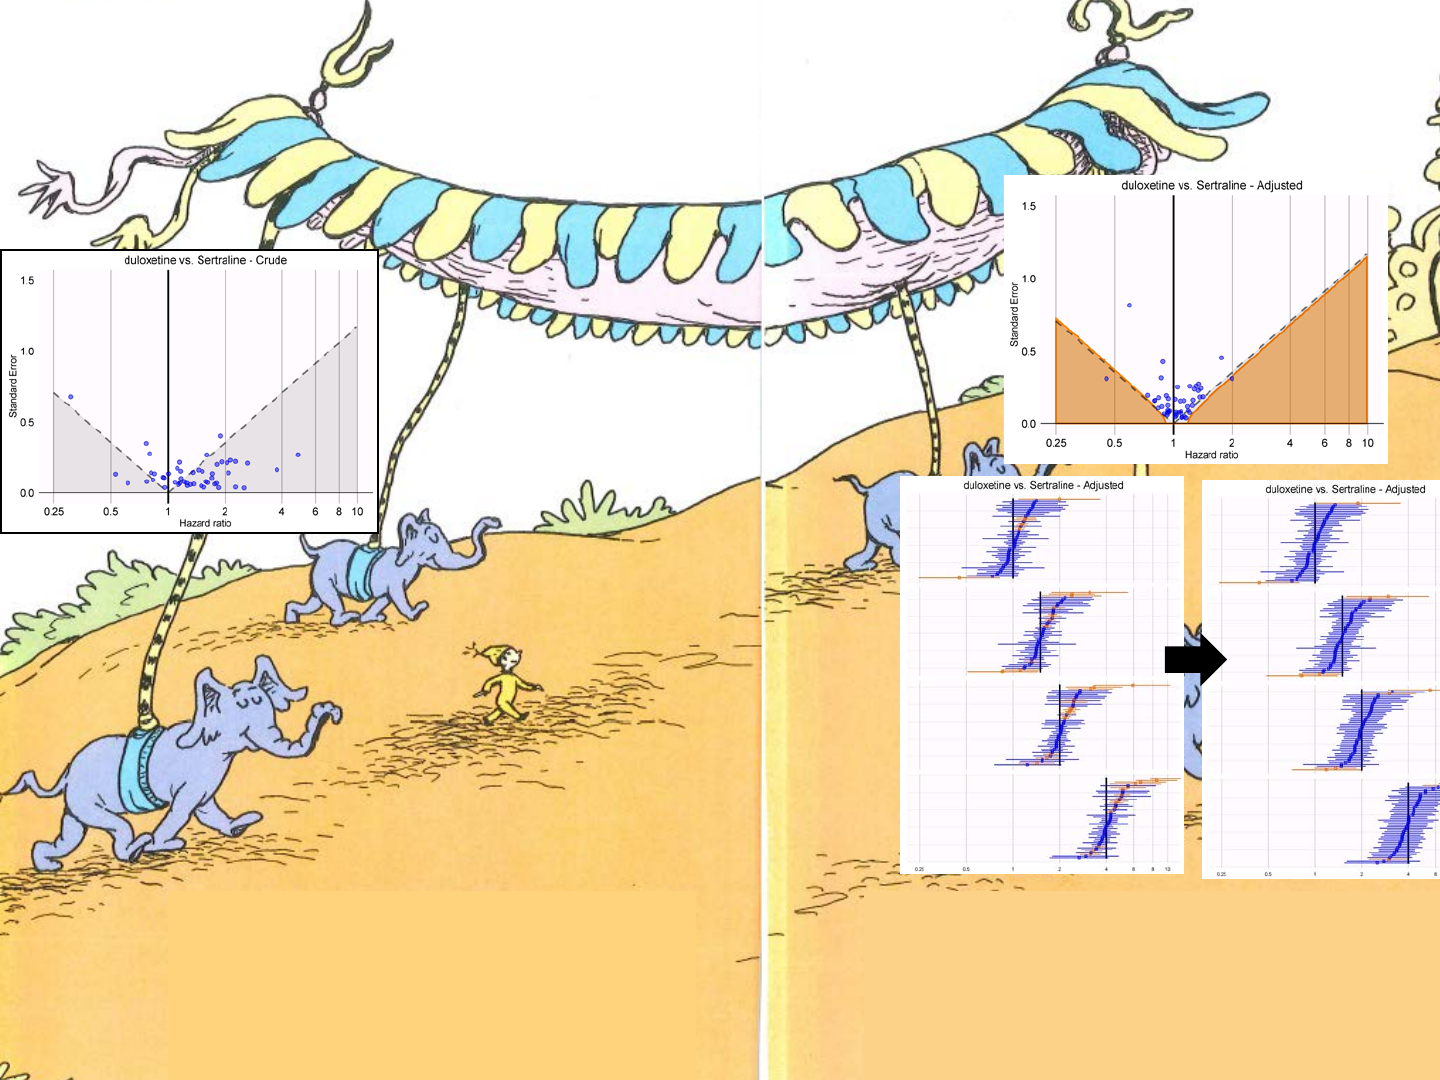 duloxetine vs. Sertraline - Crude
1.5
1.0
0.5
0.0
Standard Error
0.25 0.5 1 2 4 6 8 10
Hazard ratio
duloxetine vs. Sertraline - Adjusted
1.5
1.0
0.5
0.0
Standard Error
0.25 0.5 1 2 4 6 8 10
Hazard ratio
duloxetine vs. Sertraline - Adjusted
0.25 0.5 1 2 4 6 8 10
duloxetine vs. Sertraline - Adjusted
0.25 0.5 1 2 4 6